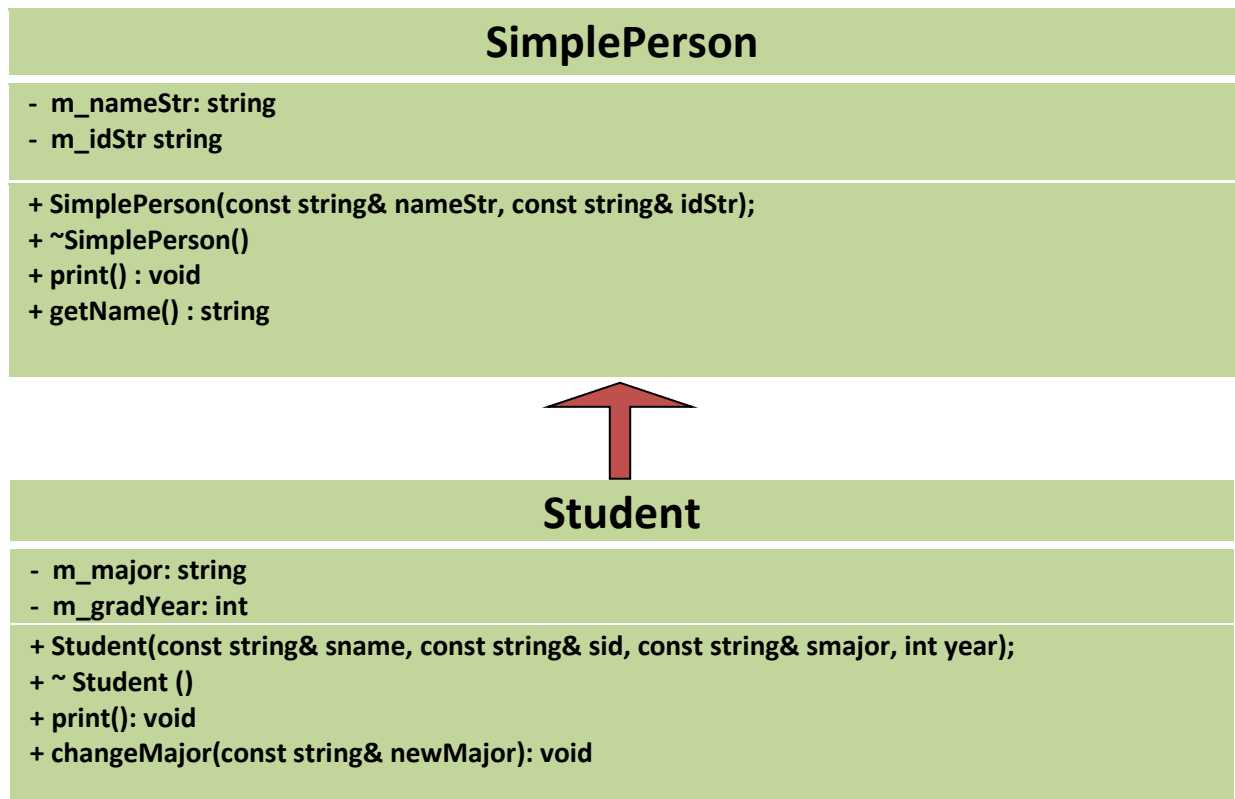 SimplePerson
- m_nameStr: string
- m_idStr string
+ SimplePerson(const string& nameStr, const string& idStr);
+ ~SimplePerson()
+ print() : void
+ getName() : string
Student
- m_major: string
- m_gradYear: int
+ Student(const string& sname, const string& sid, const string& smajor, int year);
+ ~ Student ()
+ print(): void
+ changeMajor(const string& newMajor): void